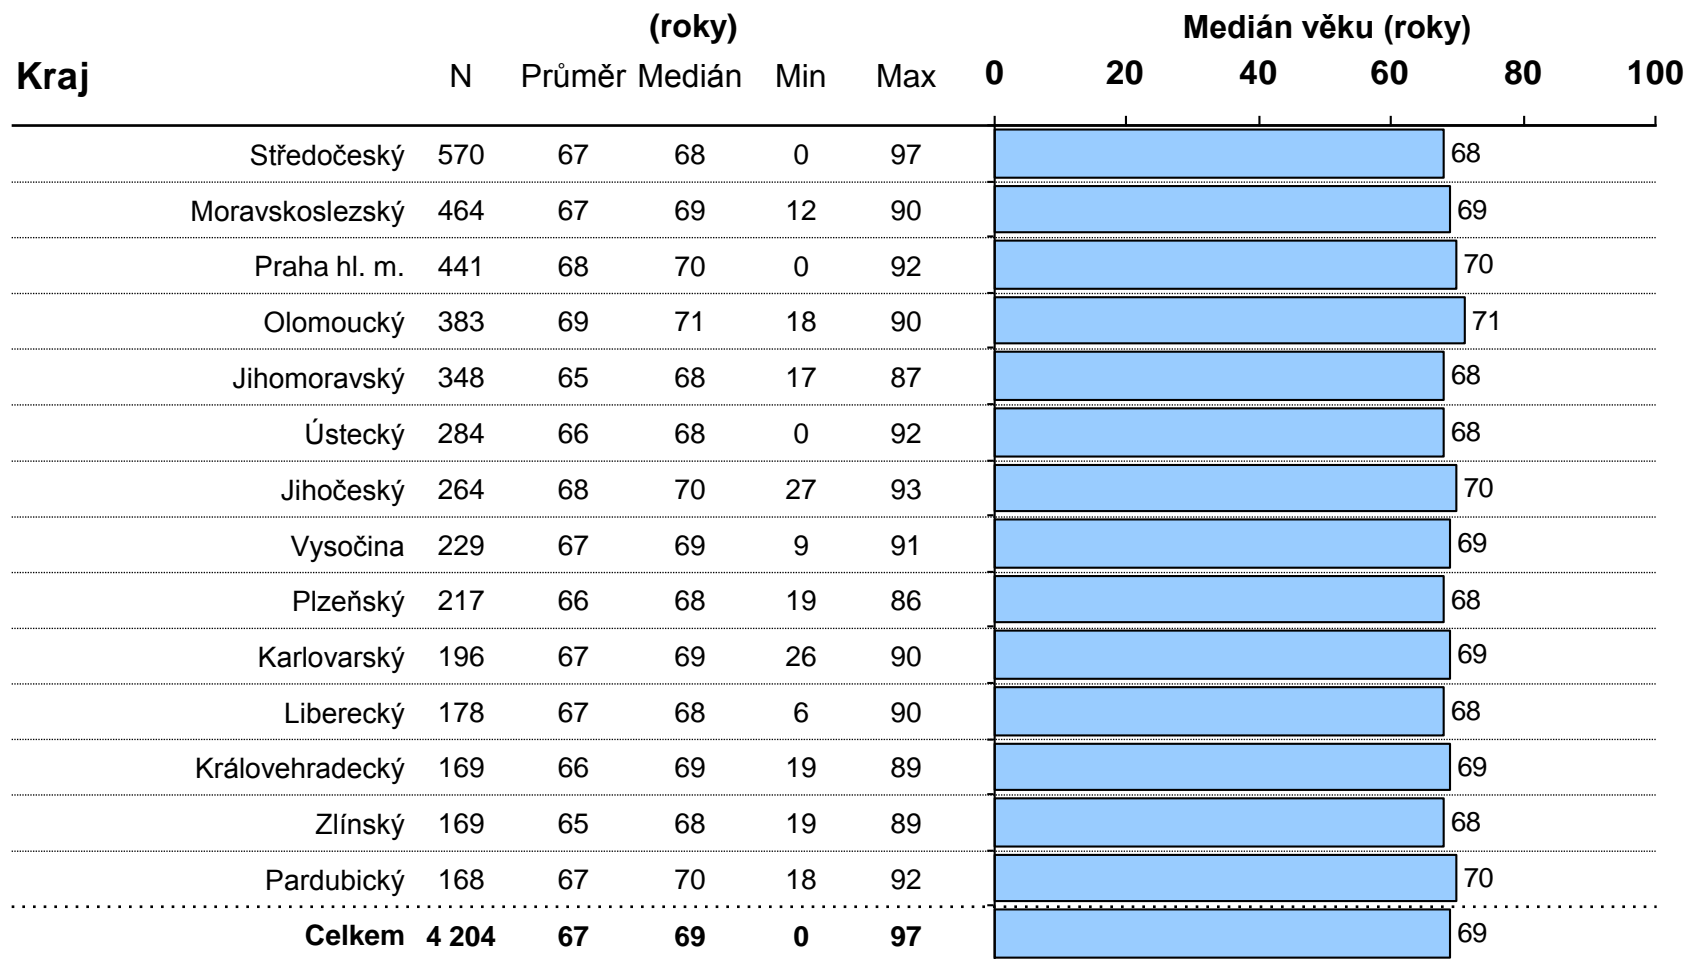 (roky) Medián věku (roky)
Kraj N Průměr Medián Min Max 0 20 40 60 80 100
Středočeský 570 67 68 0 97 68
Moravskoslezský 464 67 69 12 90 69
Praha hl. m. 441 68 70 0 92 70
Olomoucký 383 69 71 18 90 71
Jihomoravský 348 65 68 17 87 68
Ústecký 284 66 68 0 92 68
Jihočeský 264 68 70 27 93 70
Vysočina 229 67 69 9 91 69
Plzeňský 217 66 68 19 86 68
Karlovarský 196 67 69 26 90 69
Liberecký 178 67 68 6 90 68
Královehradecký 169 66 69 19 89 69
Zlínský 169 65 68 19 89 68
Pardubický 168 67 70 18 92 70
Celkem 4 204 67 69 0 97 69